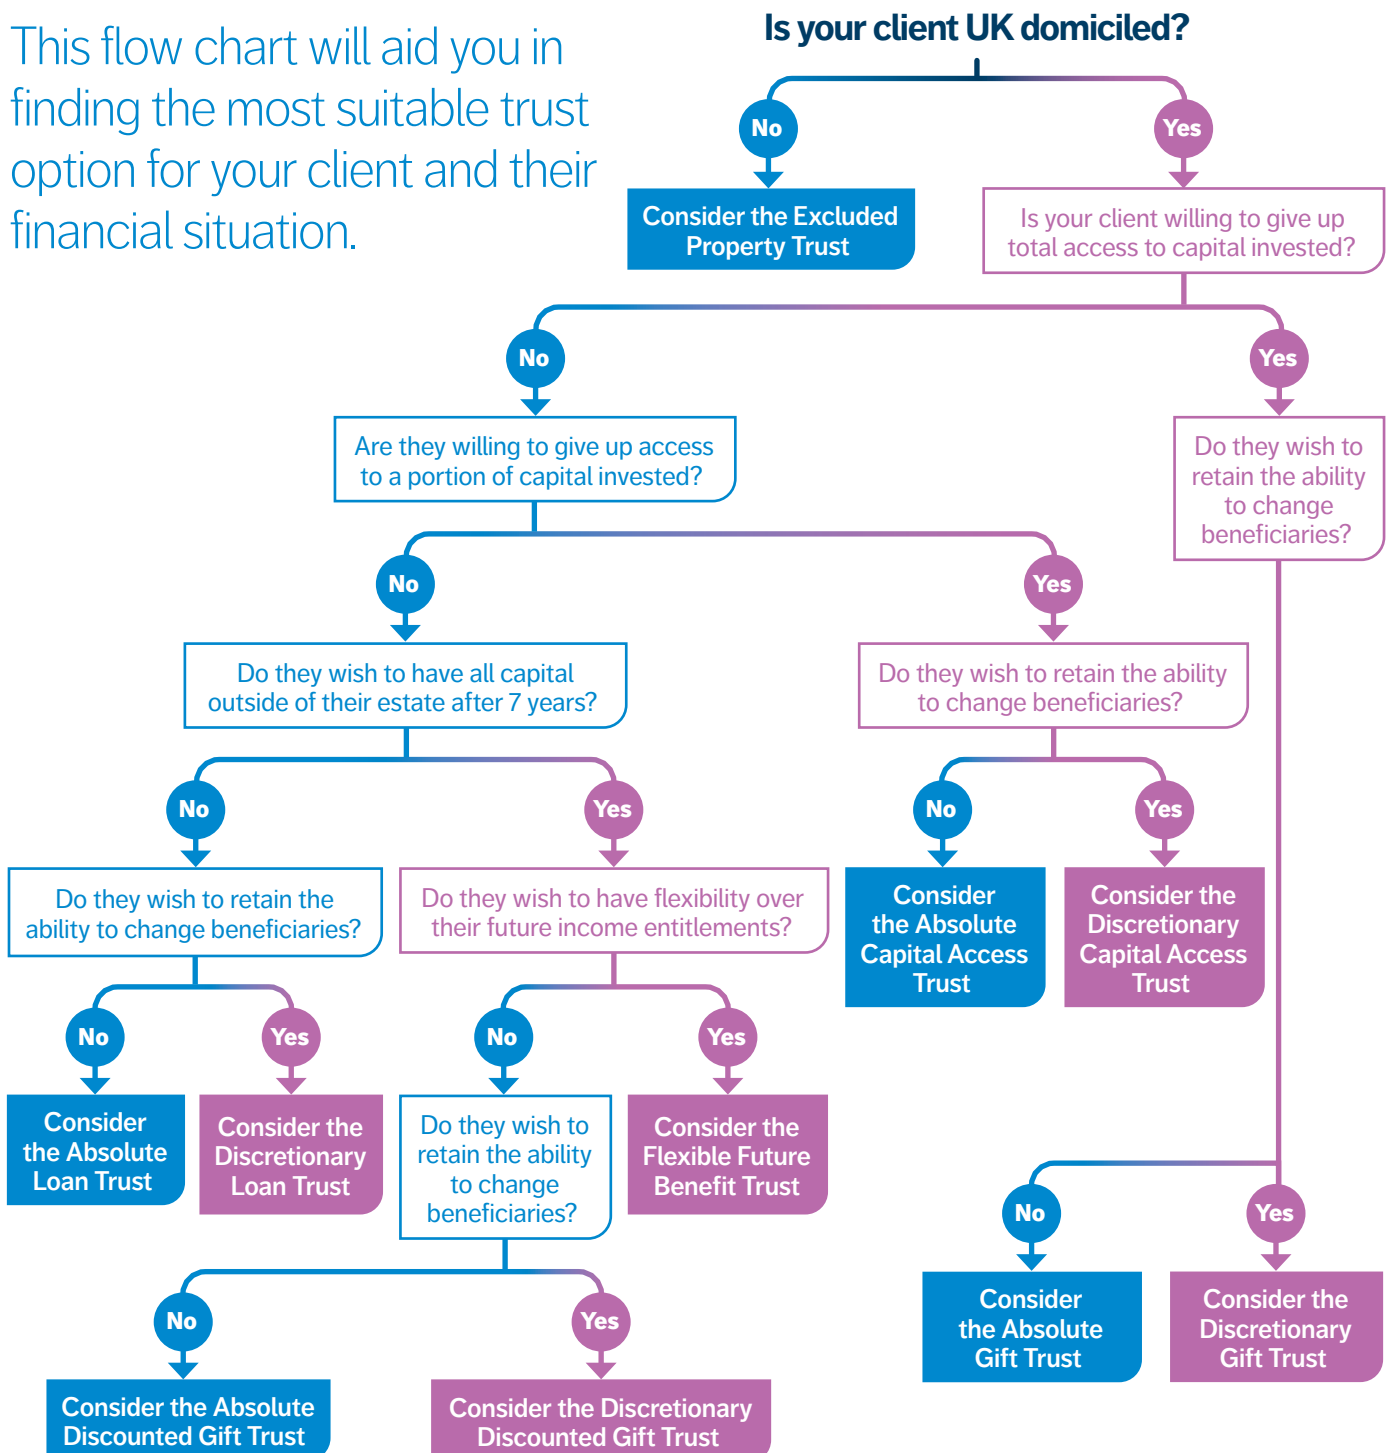 This flow chart will aid you in
finding the most suitable trust
option for your client and their
financial situation.
Is your client UK domiciled?
No
Yes
Consider the Excluded
Property Trust
Is your client willing to give up
total access to capital invested?
No
Yes
Are they willing to give up access
to a portion of capital invested?
Do they wish to
retain the ability
to change
beneficiaries?
No
Yes
Do they wish to have all capital
outside of their estate after 7 years?
Do they wish to retain the ability
to change beneficiaries?
No
Yes
No
Yes
Do they wish to retain the
ability to change beneficiaries?
Do they wish to have flexibility over
their future income entitlements?
Consider
the Absolute
Capital Access
Trust
Consider the
Discretionary
Capital Access
Trust
No
Yes
No
Yes
Consider
the Absolute
Loan Trust
Consider the
Discretionary
Loan Trust
Do they wish to
retain the ability
to change
beneficiaries?
Consider the
Flexible Future
Benefit Trust
No
Yes
Consider
the Absolute
Gift Trust
Consider the
Discretionary
Gift Trust
No
Yes
Consider the Absolute
Discounted Gift Trust
Consider the Discretionary
Discounted Gift Trust